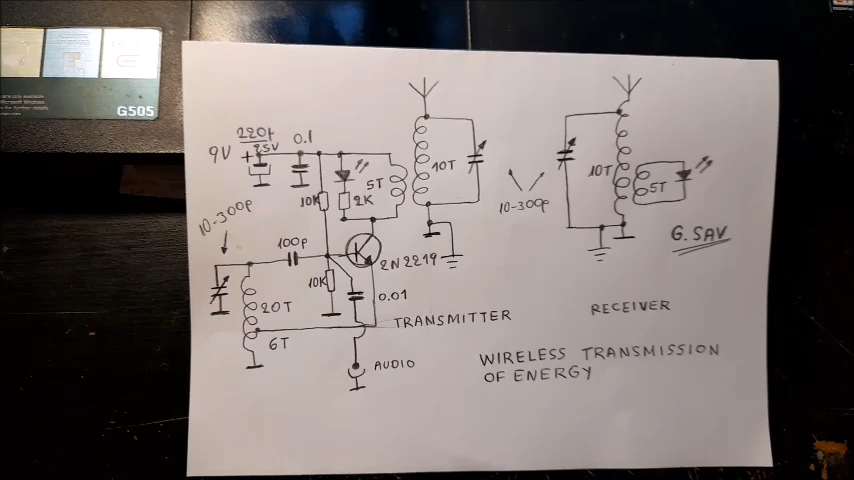 G505
220µ
25V
9V +
0.1
10K
2K
5T
10T
10-300p
100p
10K
2N2219
20T
0.01
6T
TRANSMITTER
AUDIO
10T
5T
10-300p
G. SAV
RECEIVER
WIRELESS TRANSMISSION
OF ENERGY